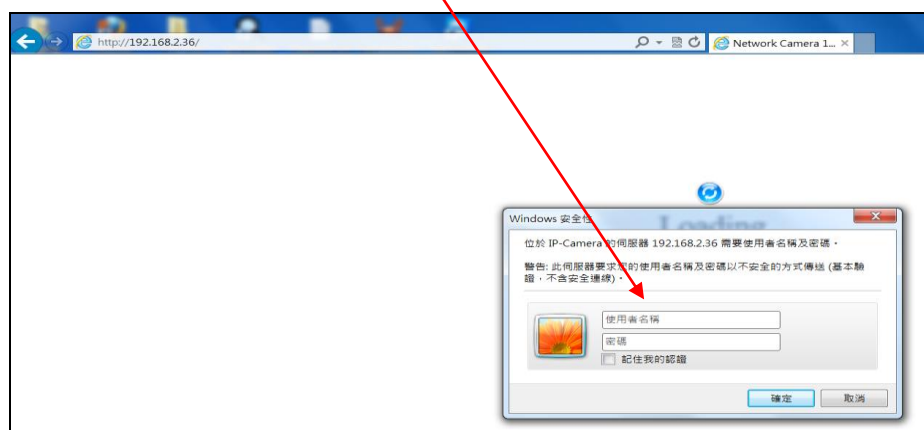 http://192.168.2.36/
Network Camera 1...
Loading
Windows 安全性
位於 IP-Camera 的伺服器 192.168.2.36 需要使用者名稱及密碼。
警告: 此伺服器要求您的使用者名稱及密碼以不安全的方式傳送 (基本驗
證，不含安全連線)。
使用者名稱
密碼
記住我的認證
確定
取消